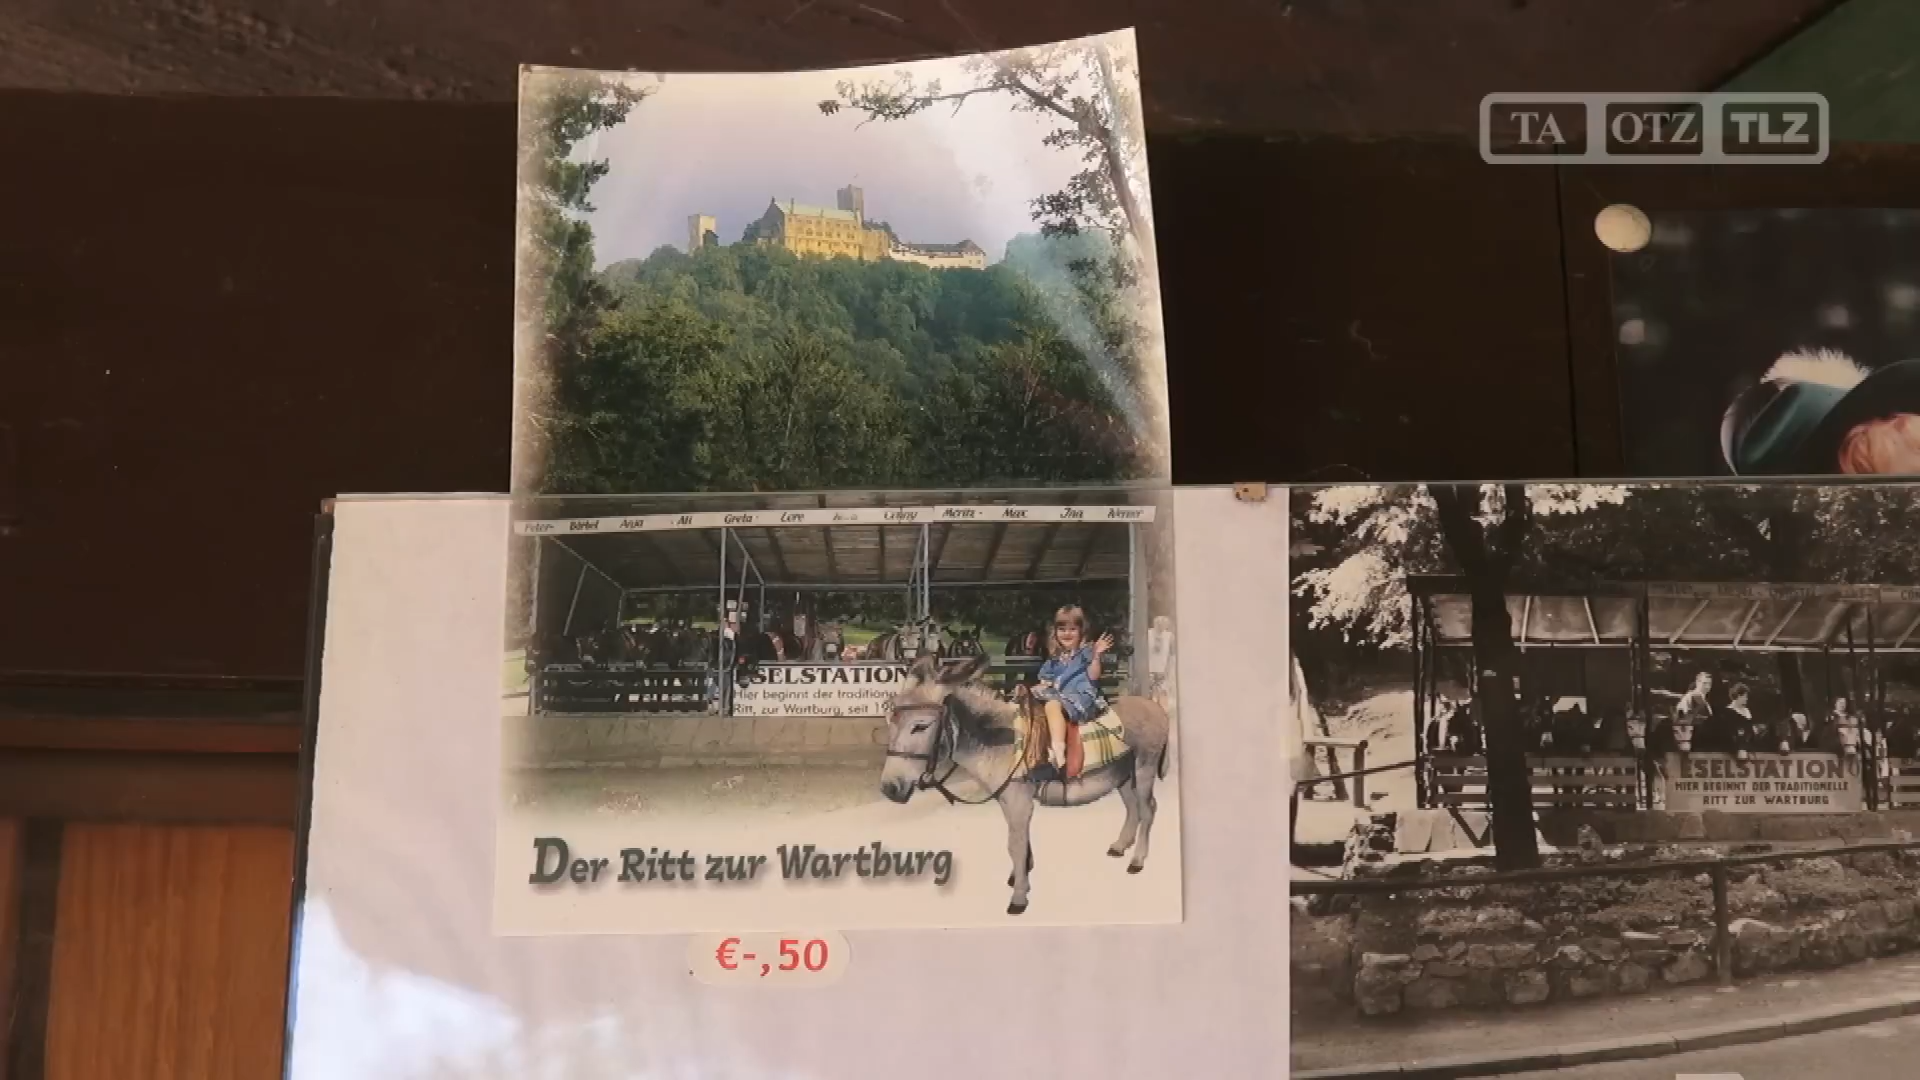 TA OTZ TLZ
Peter Bärbel Anja Ali Greta Lore Conny Moritz Max Ina Werner
SELSTATION
Hier beginnt der traditione
Ritt, zur Wartburg, seit 19
Der Ritt zur Wartburg
€-,50
ESELSTATION
HIER BEGINNT DER TRADITIONELLE
RITT ZUR WARTBURG